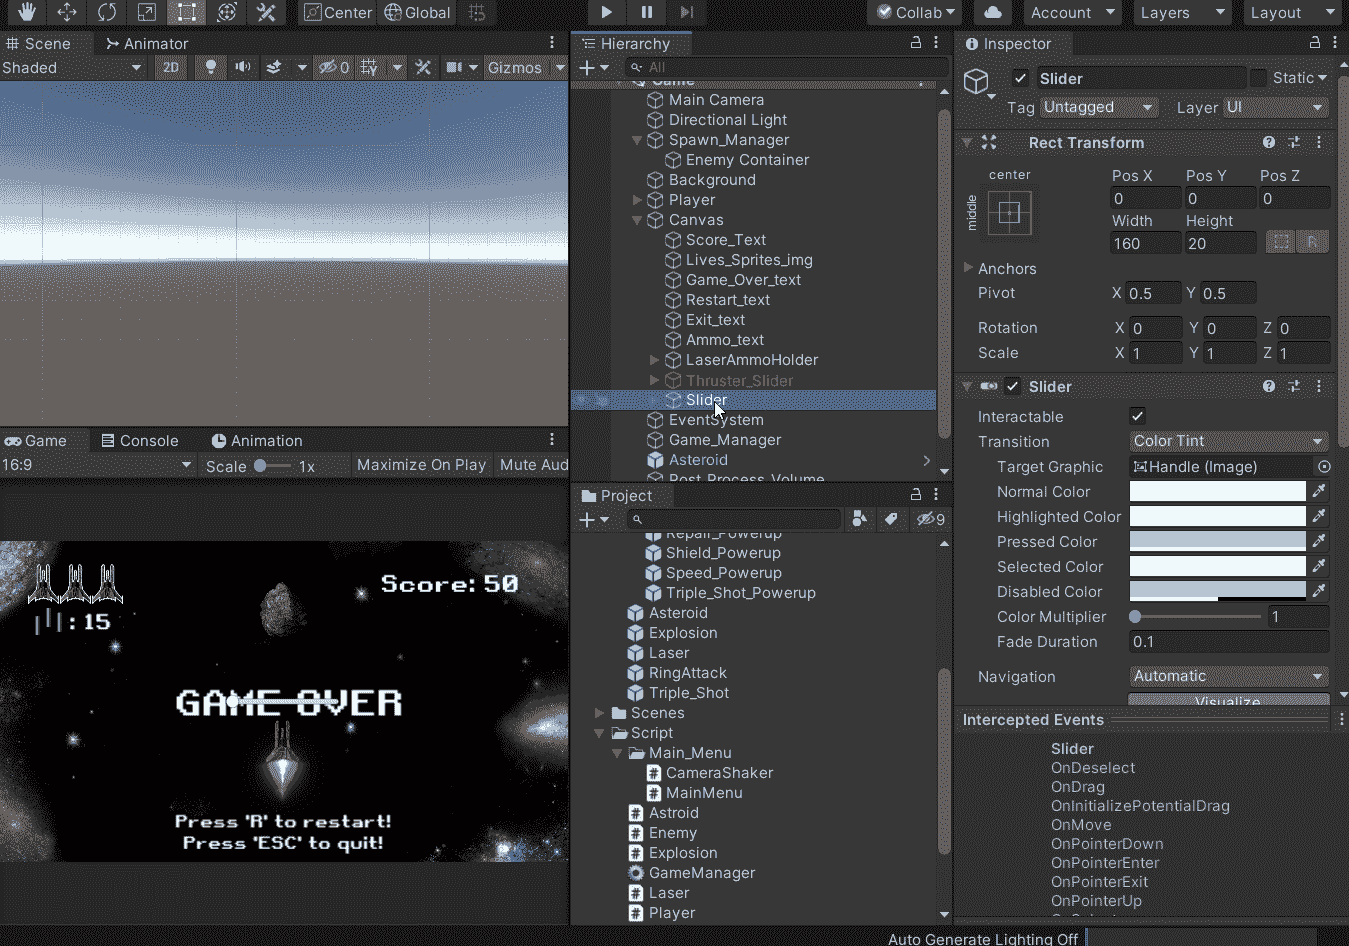 Center
Global
Collab
Account
Layers
Layout
Scene
Animator
Shaded
2D
0
Gizmos
Game
Console
Animation
16:9
Scale
1x
Maximize On Play
Mute Aud
Score: 50
: 15
GAME OVER
Press 'R' to restart!
Press 'ESC' to quit!
Hierarchy
All
Game
Main Camera
Directional Light
Spawn_Manager
Enemy Container
Background
Player
Canvas
Score_Text
Lives_Sprites_img
Game_Over_text
Restart_text
Exit_text
Ammo_text
LaserAmmoHolder
Thruster_Slider
Slider
EventSystem
Game_Manager
Asteroid
Post_Process_Volume
Project
9
Repair_Powerup
Shield_Powerup
Speed_Powerup
Triple_Shot_Powerup
Asteroid
Explosion
Laser
RingAttack
Triple_Shot
Scenes
Script
Main_Menu
CameraShaker
MainMenu
Astroid
Enemy
Explosion
GameManager
Laser
Player
Inspector
Slider
Static
Tag Untagged Layer UI
Rect Transform
center
middle
Pos X Pos Y Pos Z
0 0 0
Width Height
160 20 R
Anchors
Pivot X 0.5 Y 0.5
Rotation X 0 Y 0 Z 0
Scale X 1 Y 1 Z 1
Slider
Interactable
Transition Color Tint
Target Graphic Handle (Image)
Normal Color
Highlighted Color
Pressed Color
Selected Color
Disabled Color
Color Multiplier 1
Fade Duration 0.1
Navigation Automatic
Visualize
Intercepted Events
Slider
OnDeselect
OnDrag
OnInitializePotentialDrag
OnMove
OnPointerDown
OnPointerEnter
OnPointerExit
OnPointerUp
Auto Generate Lighting Off